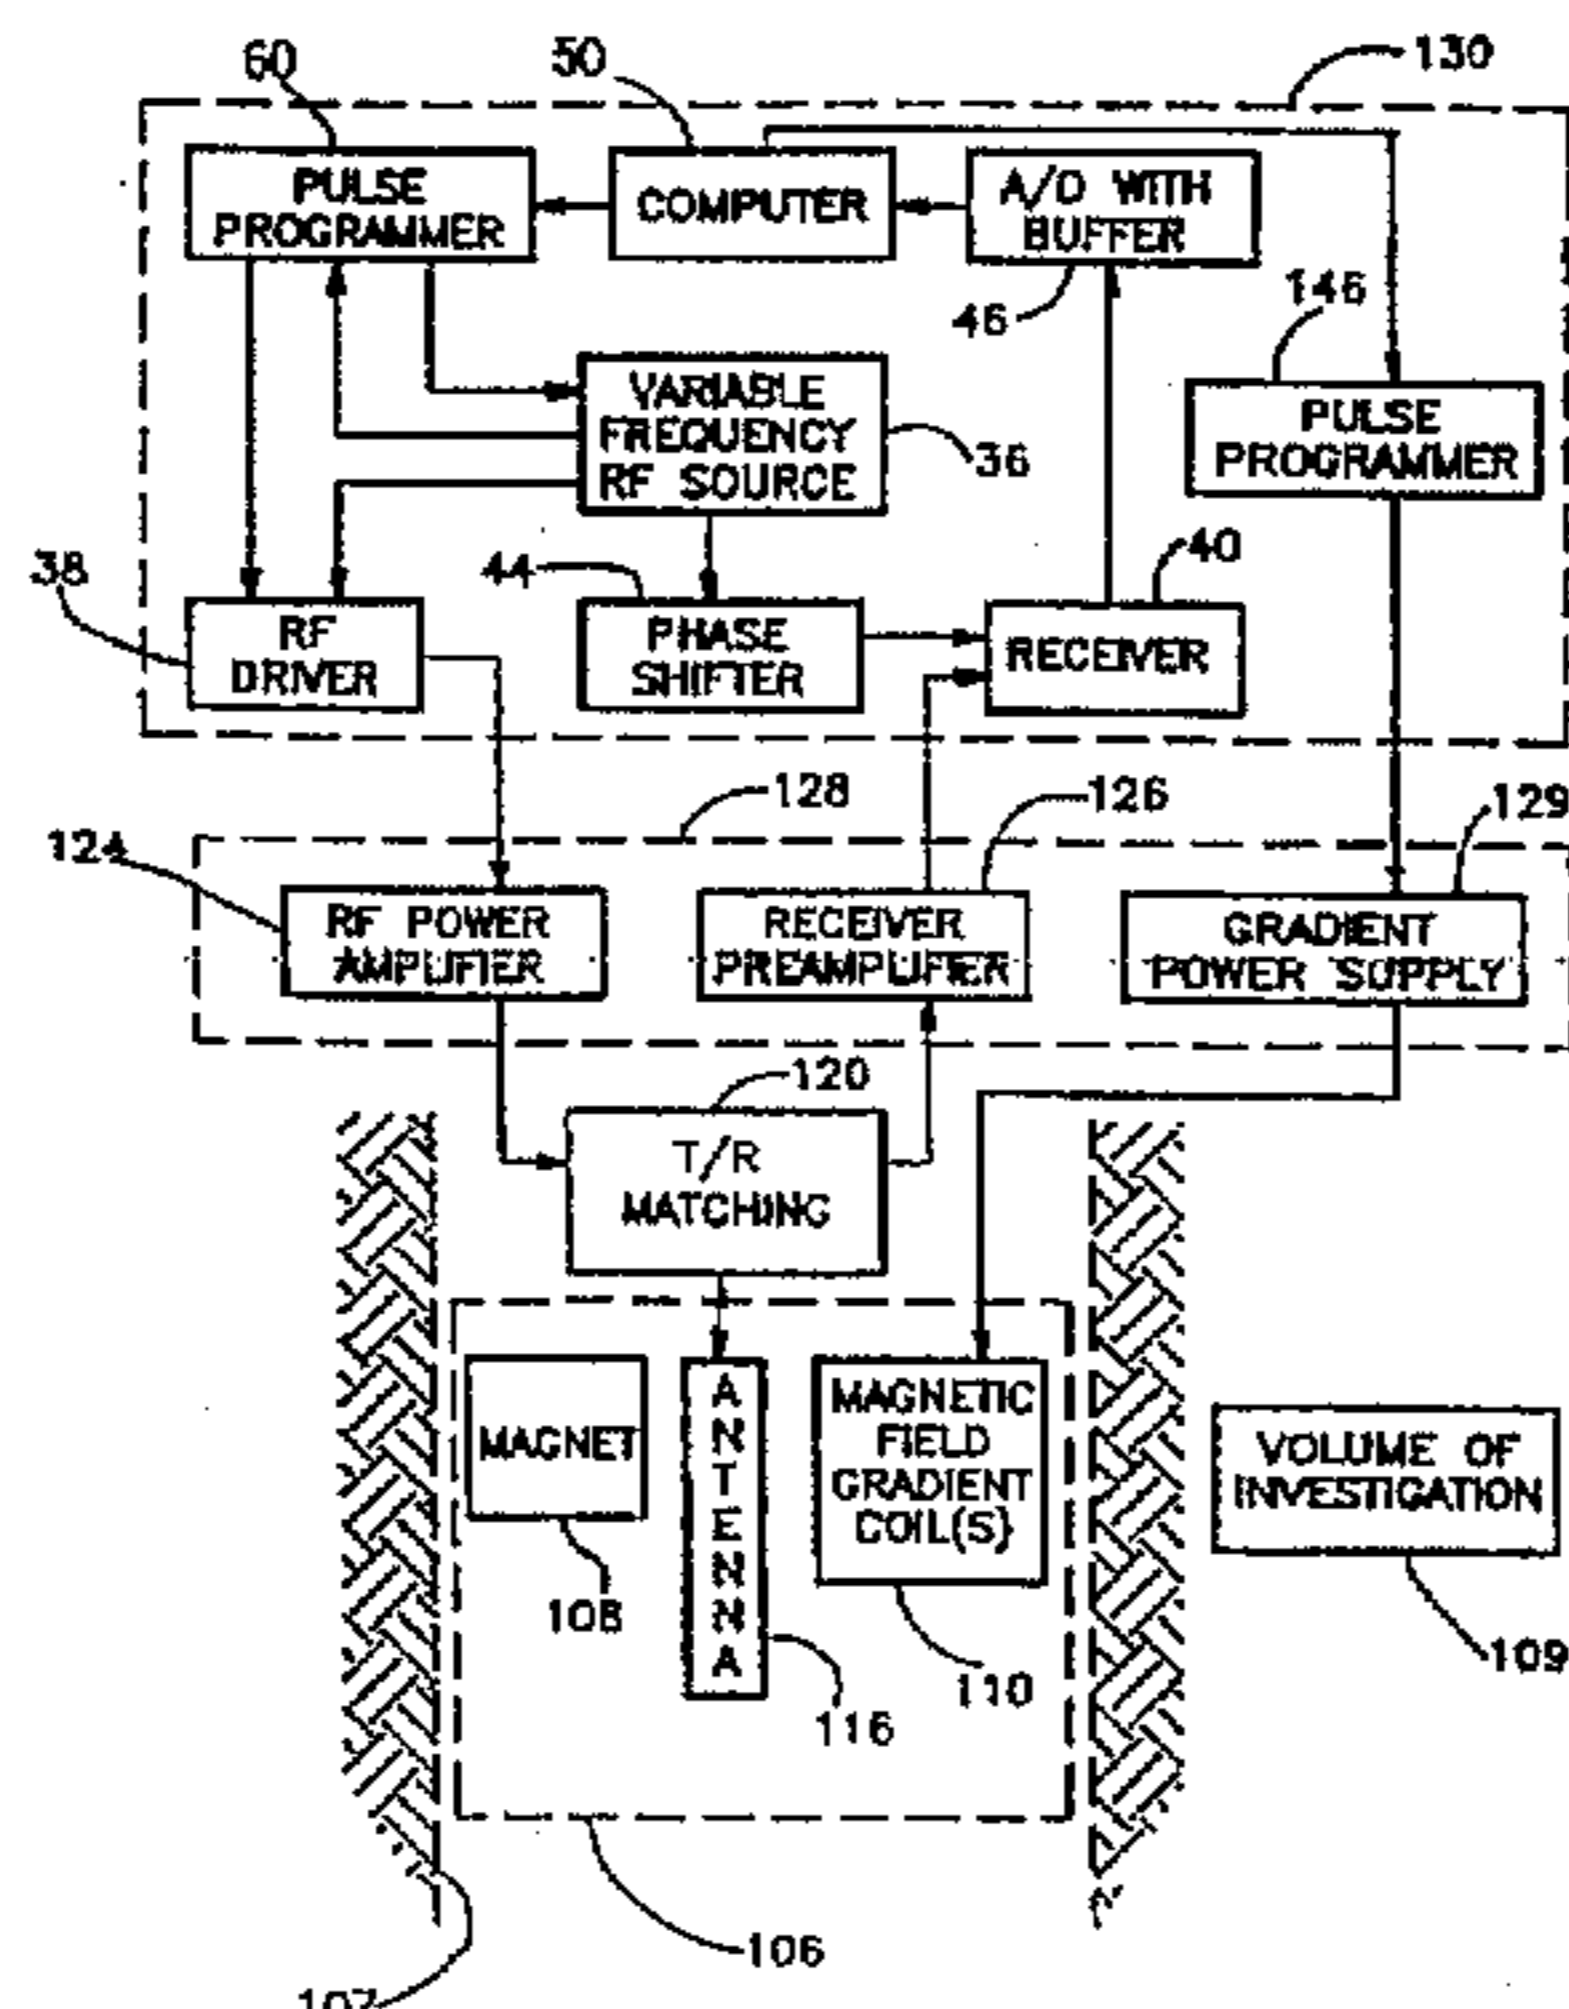 60
50
130
PULSE
PROGRAMMER
COMPUTER
A/D WITH
BUFFER
46
146
VARIABLE
FREQUENCY
RF SOURCE
36
PULSE
PROGRAMMER
38
44
40
RF
DRIVER
PHASE
SHIFTER
RECEIVER
128
126
129
124
RF POWER
AMPLIFIER
RECEIVER
PREAMPLIFIER
GRADIENT
POWER SUPPLY
120
T/R
MATCHING
MAGNET
108
ANTENNA
116
MAGNETIC
FIELD
GRADIENT
COIL(S)
110
VOLUME OF
INVESTIGATION
109
106
107